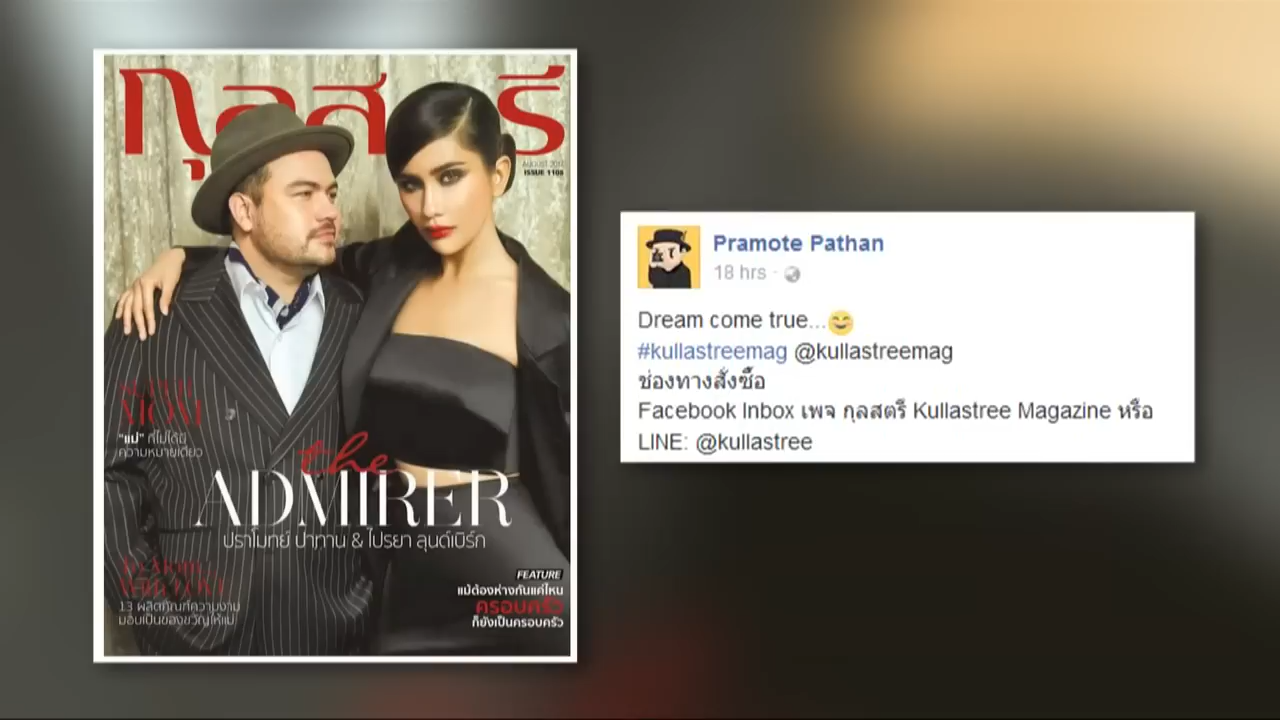 กุลสตรี
AUGUST 2017
ISSUE 1108
SUPER
MOM
"แม่" ที่ไม่ได้มี
ความหมายเดียว
the
ADMIRER
ปราโมทย์ ปาทาน & ไปรยา ลุนด์เบิร์ก
To Mom
With LOVE
13 ผลิตภัณฑ์ความงาม
มอบเป็นของขวัญให้แม่
FEATURE
แม้ต้องห่างกันแค่ไหน
ครอบครัว
ก็ยังเป็นครอบครัว
Pramote Pathan
18 hrs ·
Dream come true...😄
#kullastreemag @kullastreemag
ช่องทางสั่งซื้อ
Facebook Inbox เพจ กุลสตรี Kullastree Magazine หรือ
LINE: @kullastree